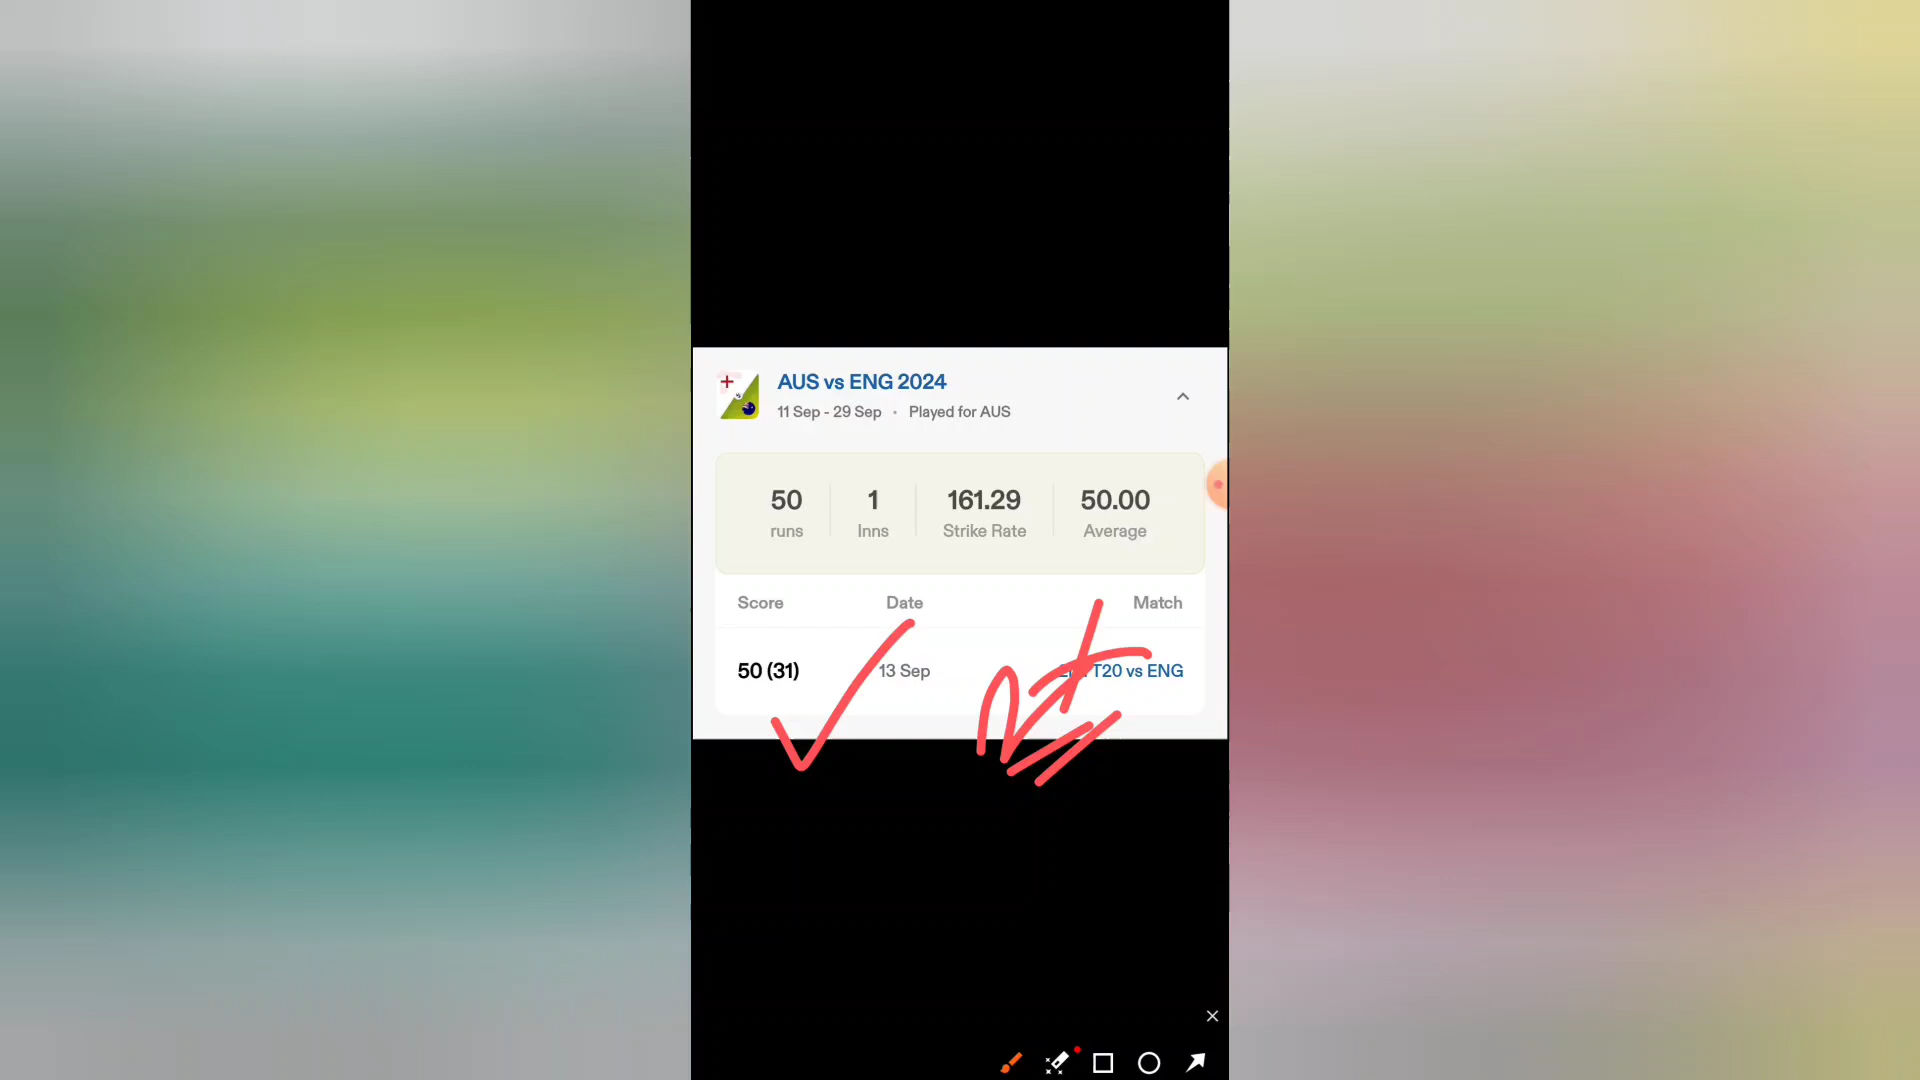 AUS vs ENG 2024
11 Sep - 29 Sep • Played for AUS
50 1 161.29 50.00
runs Inns Strike Rate Average
Score Date Match
50 (31) 13 Sep T20 vs ENG